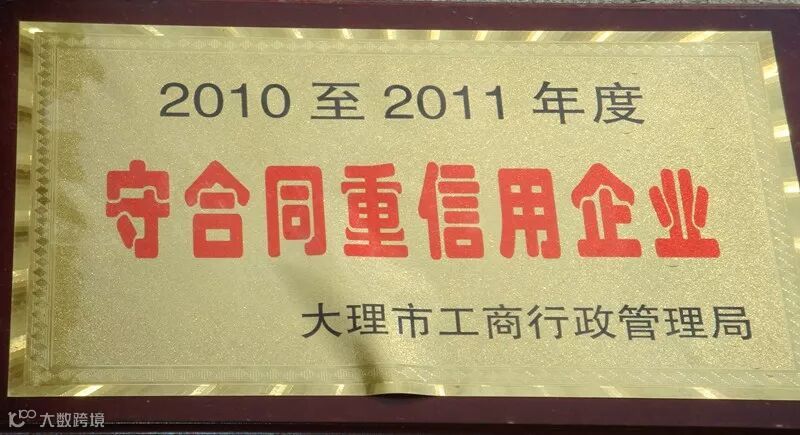 2010 至 2011 年度
守合同重信用企业
大理市工商行政管理局
大数跨境